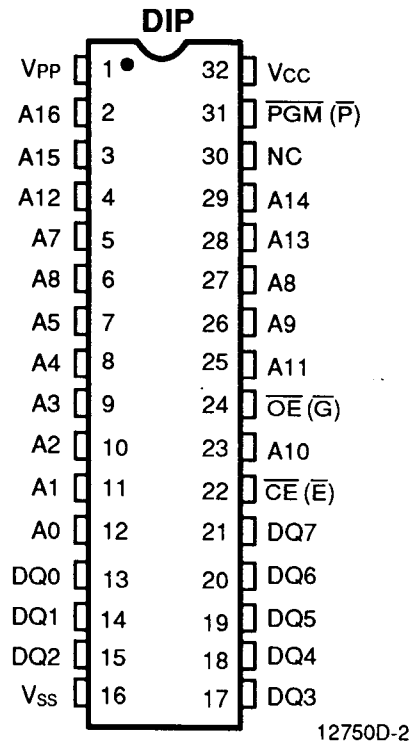 DIP
VPP 1 32 VCC
A16 2 31 PGM (P)
A15 3 30 NC
A12 4 29 A14
A7 5 28 A13
A8 6 27 A8
A5 7 26 A9
A4 8 25 A11
A3 9 24 OE (G)
A2 10 23 A10
A1 11 22 CE (E)
A0 12 21 DQ7
DQ0 13 20 DQ6
DQ1 14 19 DQ5
DQ2 15 18 DQ4
VSS 16 17 DQ3
12750D-2